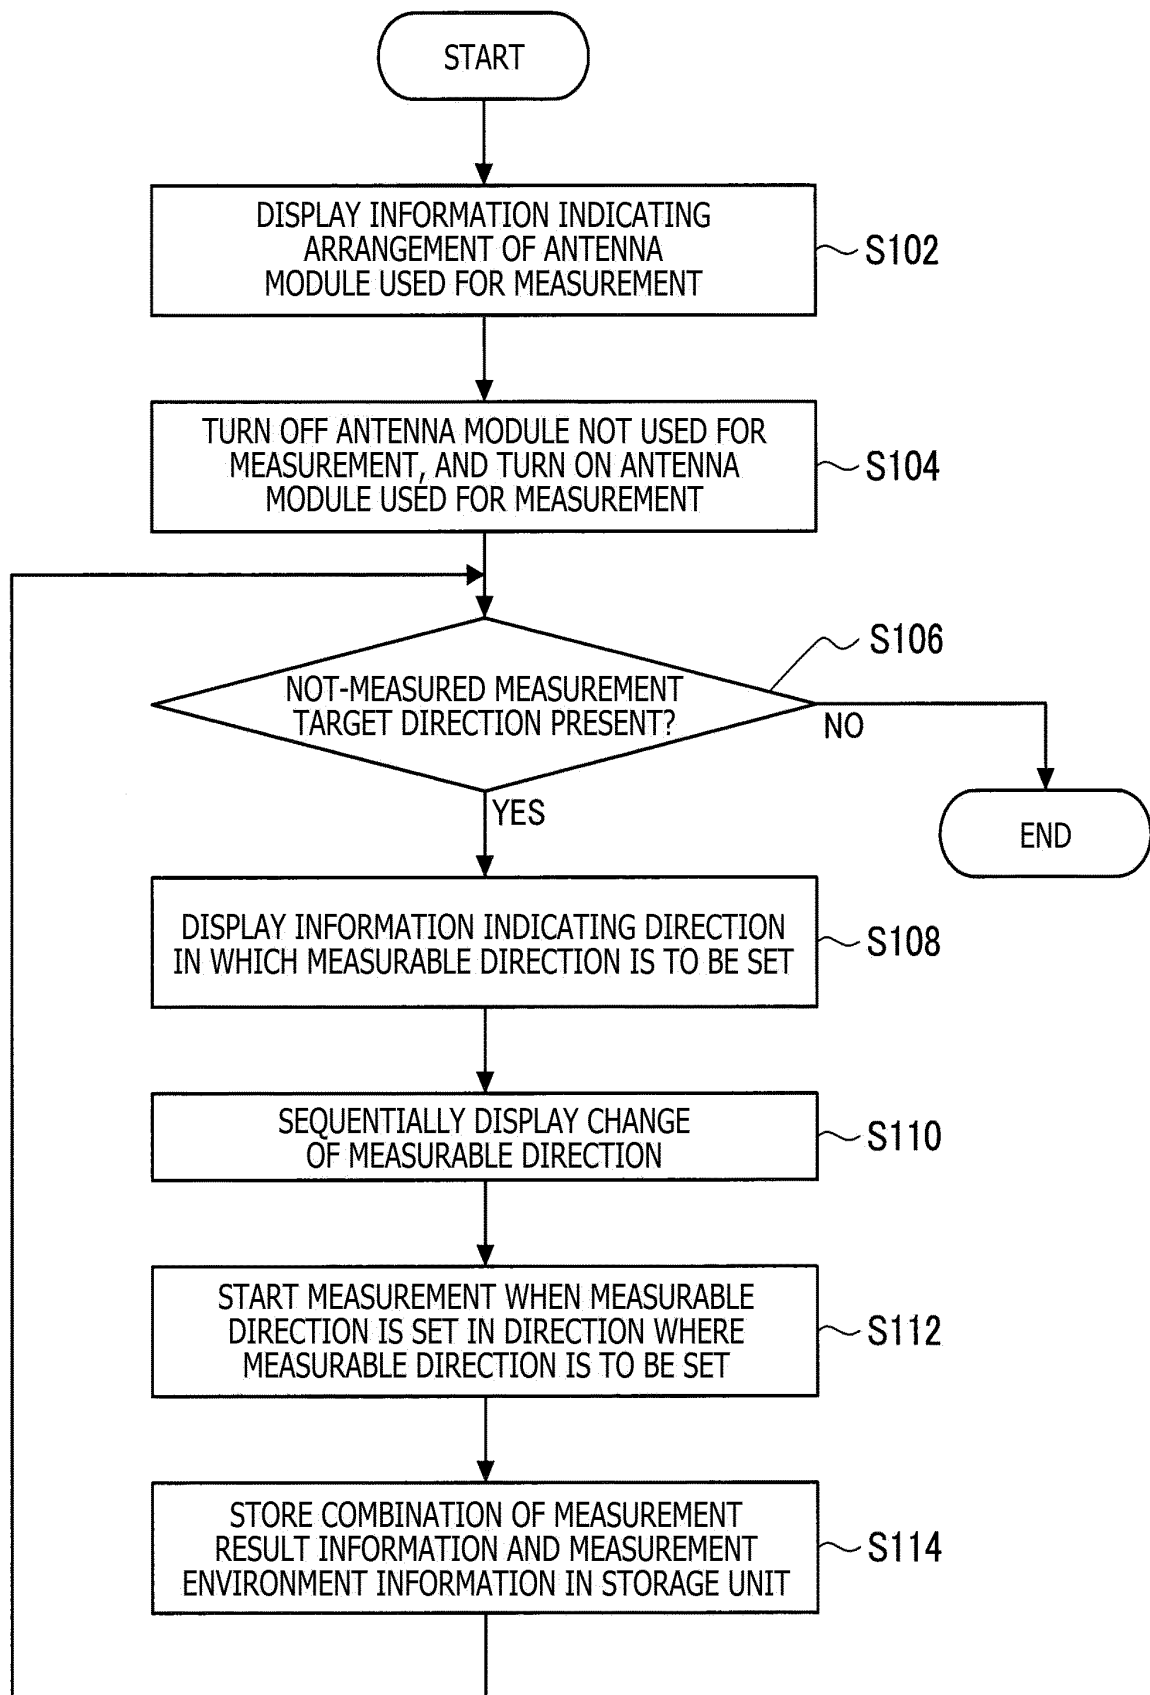 START
DISPLAY INFORMATION INDICATING
ARRANGEMENT OF ANTENNA
MODULE USED FOR MEASUREMENT
S102
TURN OFF ANTENNA MODULE NOT USED FOR
MEASUREMENT, AND TURN ON ANTENNA
MODULE USED FOR MEASUREMENT
S104
S106
NOT-MEASURED MEASUREMENT
TARGET DIRECTION PRESENT?
NO
YES
END
DISPLAY INFORMATION INDICATING DIRECTION
IN WHICH MEASURABLE DIRECTION IS TO BE SET
S108
SEQUENTIALLY DISPLAY CHANGE
OF MEASURABLE DIRECTION
S110
START MEASUREMENT WHEN MEASURABLE
DIRECTION IS SET IN DIRECTION WHERE
MEASURABLE DIRECTION IS TO BE SET
S112
STORE COMBINATION OF MEASUREMENT
RESULT INFORMATION AND MEASUREMENT
ENVIRONMENT INFORMATION IN STORAGE UNIT
S114